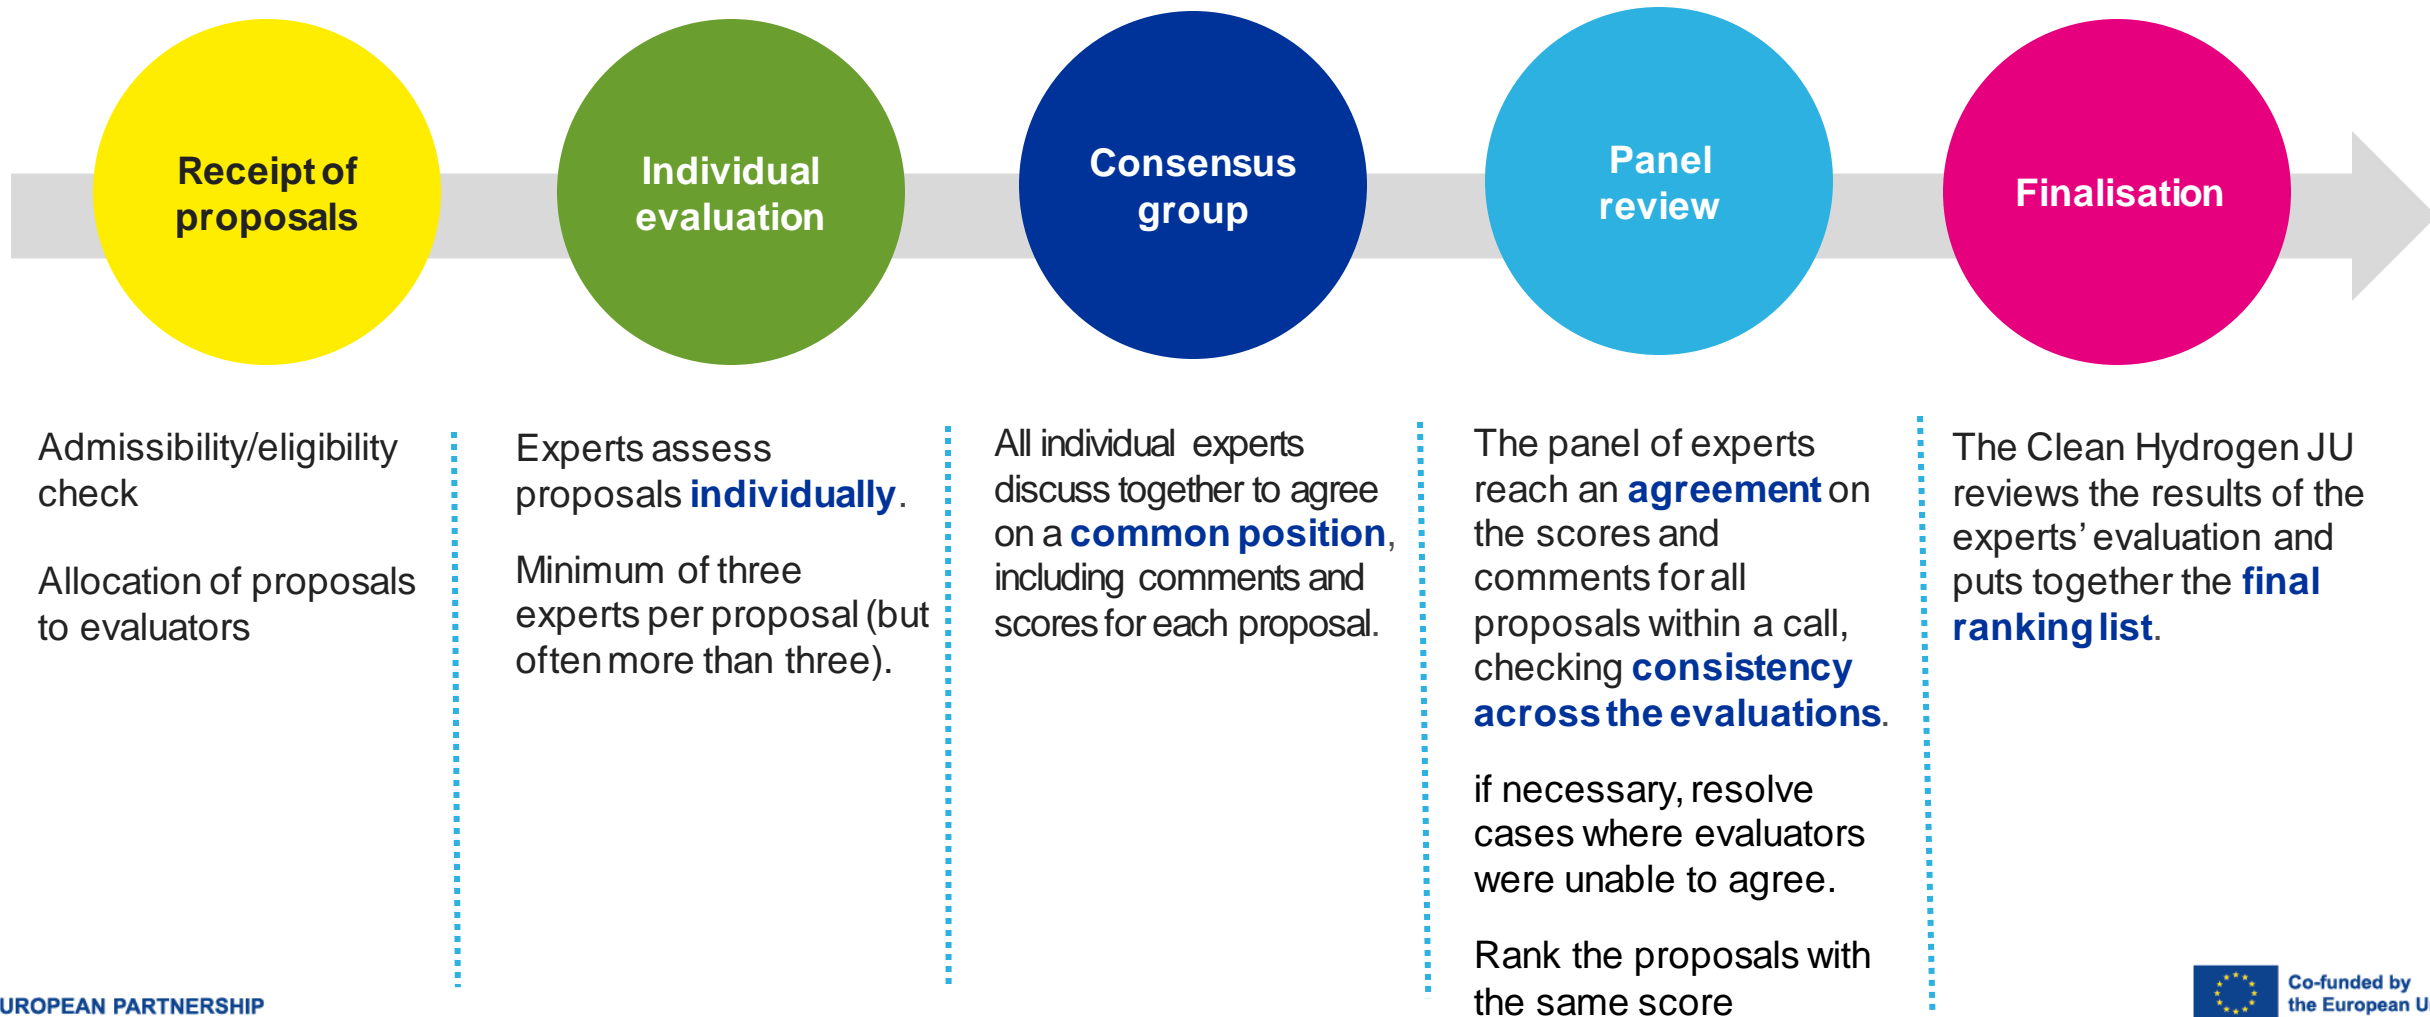 Receipt of
proposals
Individual
evaluation
Consensus
group
Panel
review
Finalisation
Admissibility/eligibility
check
Allocation of proposals
to evaluators
Experts assess
proposals individually.
Minimum of three
experts per proposal (but
often more than three).
All individual experts
discuss together to agree
on a common position,
including comments and
scores for each proposal.
The panel of experts
reach an agreement on
the scores and
comments for all
proposals within a call,
checking consistency
across the evaluations.
if necessary, resolve
cases where evaluators
were unable to agree.
Rank the proposals with
the same score
The Clean Hydrogen JU
reviews the results of the
experts' evaluation and
puts together the final
ranking list.
UROPEAN PARTNERSHIP
Co-funded by
the European U